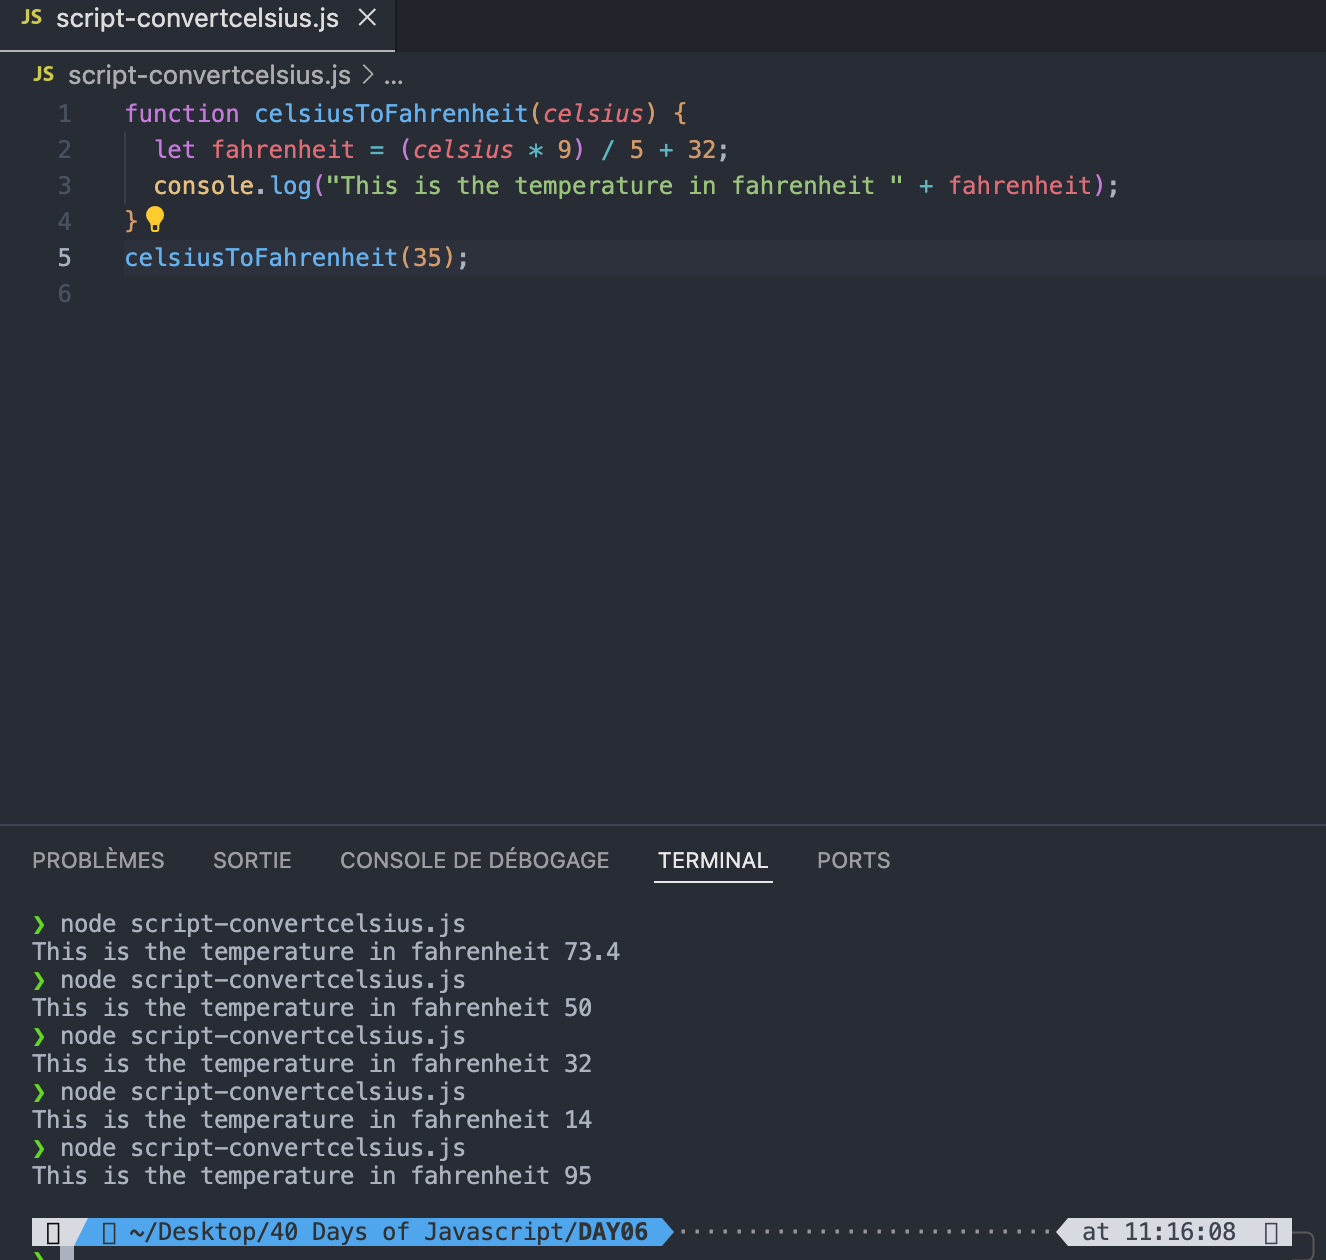 JS script-convertcelsius.js ×
JS script-convertcelsius.js > ...
1 function celsiusToFahrenheit(celsius) {
2 let fahrenheit = (celsius * 9) / 5 + 32;
3 console.log("This is the temperature in fahrenheit " + fahrenheit);
4 }
5 celsiusToFahrenheit(35);
6
PROBLÈMES SORTIE CONSOLE DE DÉBOGAGE TERMINAL PORTS
❯ node script-convertcelsius.js
This is the temperature in fahrenheit 73.4
❯ node script-convertcelsius.js
This is the temperature in fahrenheit 50
❯ node script-convertcelsius.js
This is the temperature in fahrenheit 32
❯ node script-convertcelsius.js
This is the temperature in fahrenheit 14
❯ node script-convertcelsius.js
This is the temperature in fahrenheit 95
~/Desktop/40 Days of Javascript/DAY06 at 11:16:08
❯